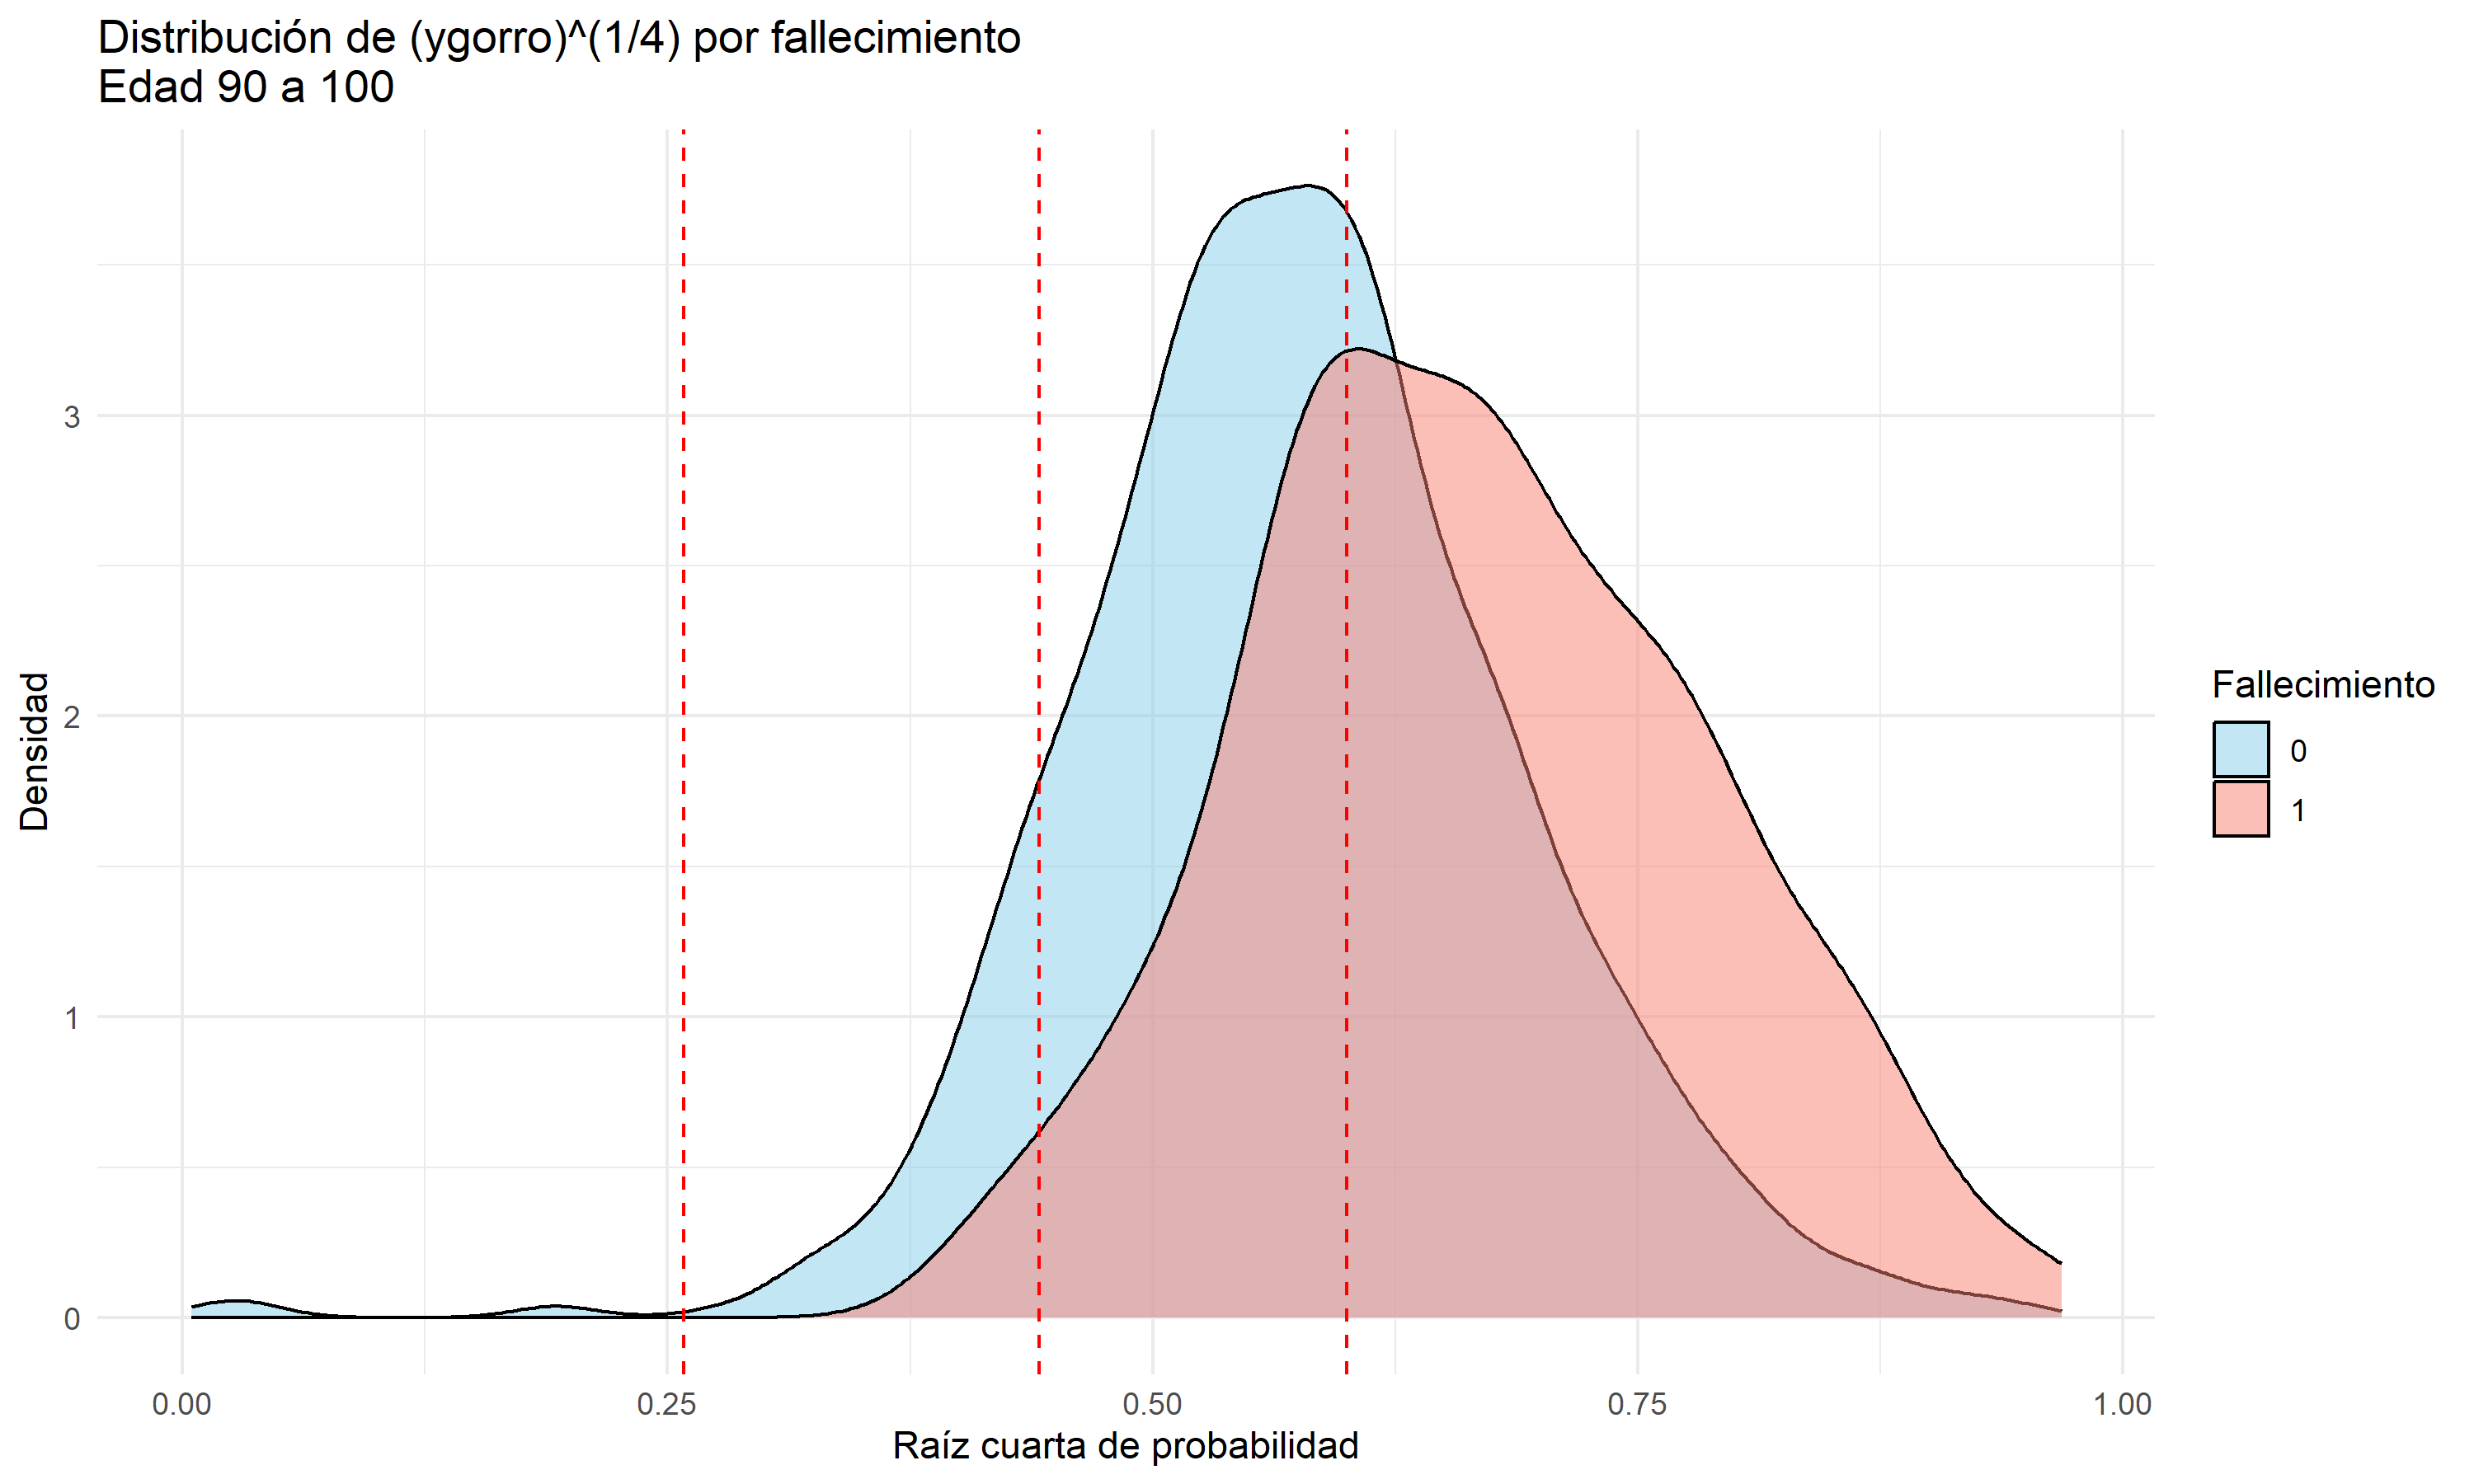 Distribución de (ygorro)^(1/4) por fallecimiento
Edad 90 a 100
Densidad
3
2
1
0
0.00 0.25 0.50 0.75 1.00
Raíz cuarta de probabilidad
Fallecimiento
0
1